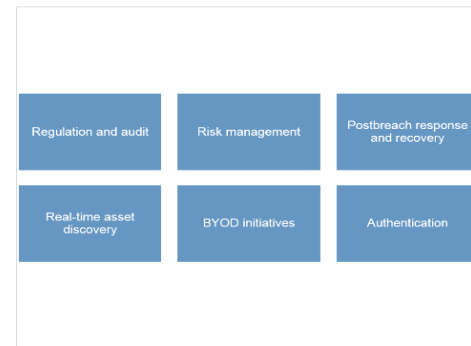 Regulation and audit
Risk management
Postbreach response
and recovery
Real-time asset
discovery
BYOD initiatives
Authentication